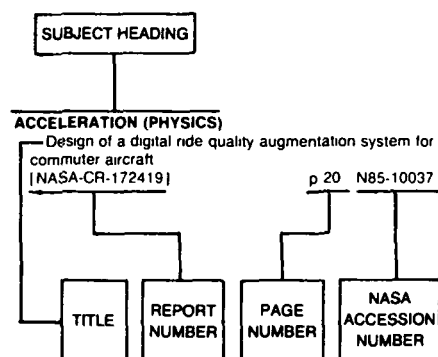 SUBJECT HEADING
ACCELERATION (PHYSICS)
Design of a digital ride quality augmentation system for
commuter aircraft
[NASA-CR-172419] p 20 N85-10037
TITLE
REPORT
NUMBER
PAGE
NUMBER
NASA
ACCESSION
NUMBER